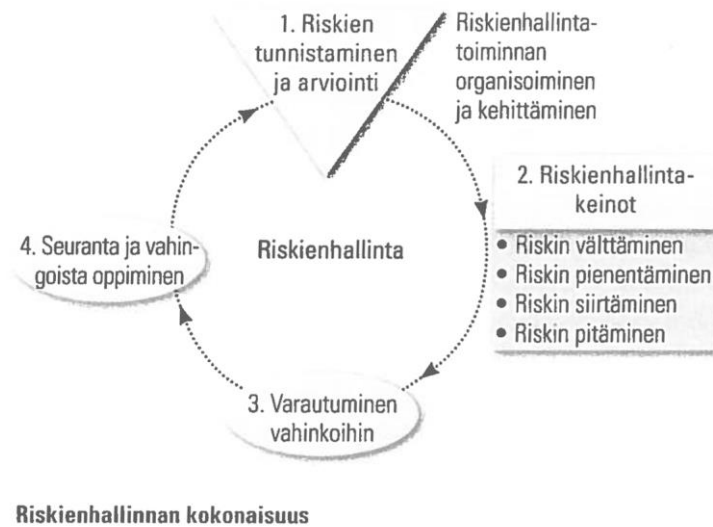 1. Riskien
tunnistaminen
ja arviointi
Riskienhallinta-
toiminnan
organisoiminen
ja kehittäminen
2. Riskienhallinta-
keinot
• Riskin välttäminen
• Riskin pienentäminen
• Riskin siirtäminen
• Riskin pitäminen
Riskienhallinta
3. Varautuminen
vahinkoihin
4. Seuranta ja vahin-
goista oppiminen
Riskienhallinnan kokonaisuus